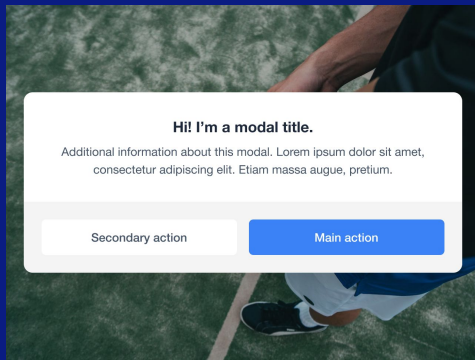 Hi! I’m a modal title.
Additional information about this modal. Lorem ipsum dolor sit amet,
consectetur adipiscing elit. Etiam massa augue, pretium.
Secondary action
Main action